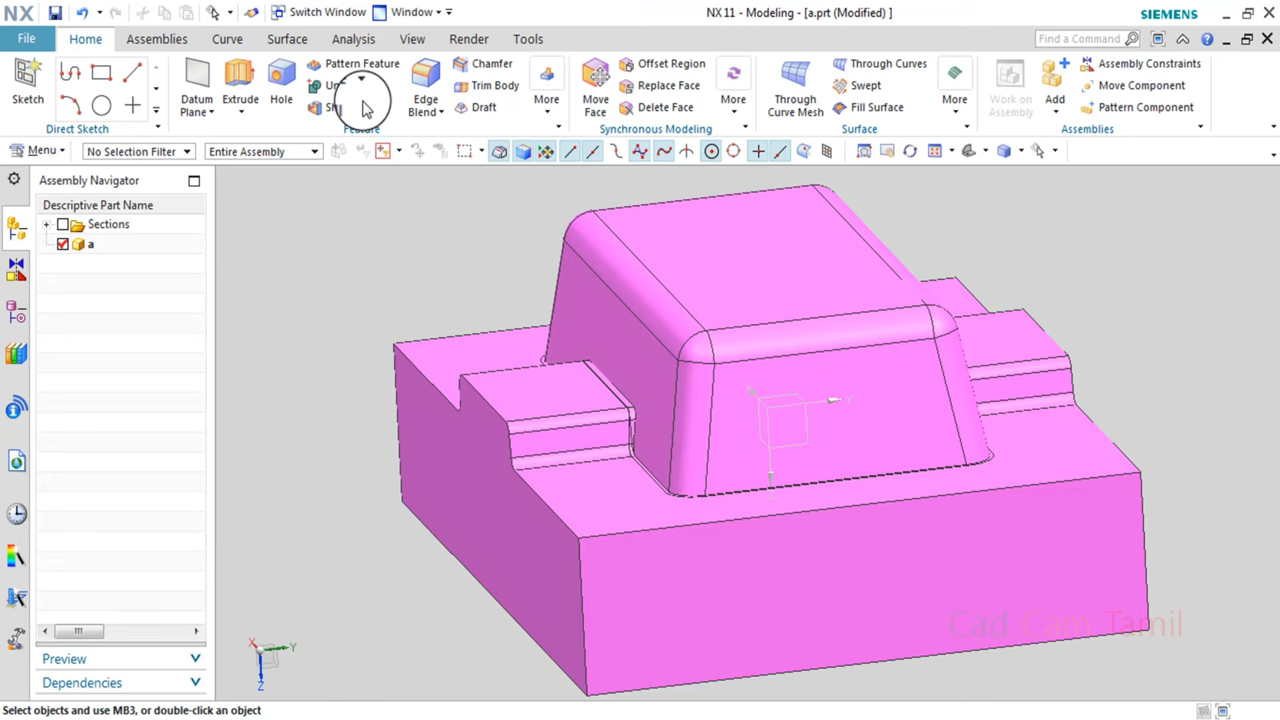 NX
Switch Window
Window
NX 11 - Modeling - [a.prt (Modified) ]
SIEMENS
File
Home
Assemblies
Curve
Surface
Analysis
View
Render
Tools
Find a Command
Sketch
Direct Sketch
Datum
Plane
Extrude
Hole
Pattern Feature
Edge
Blend
Chamfer
Trim Body
Draft
More
Feature
Move
Face
Offset Region
Replace Face
Delete Face
More
Synchronous Modeling
Through
Curve Mesh
Through Curves
Swept
Fill Surface
More
Surface
Work on
Assembly
Add
Assembly Constraints
Move Component
Pattern Component
Assemblies
Menu
No Selection Filter
Entire Assembly
Assembly Navigator
Descriptive Part Name
Sections
a
X
Y
X
Y
Z
Cad Cam Tamil
Preview
Dependencies
Select objects and use MB3, or double-click an object